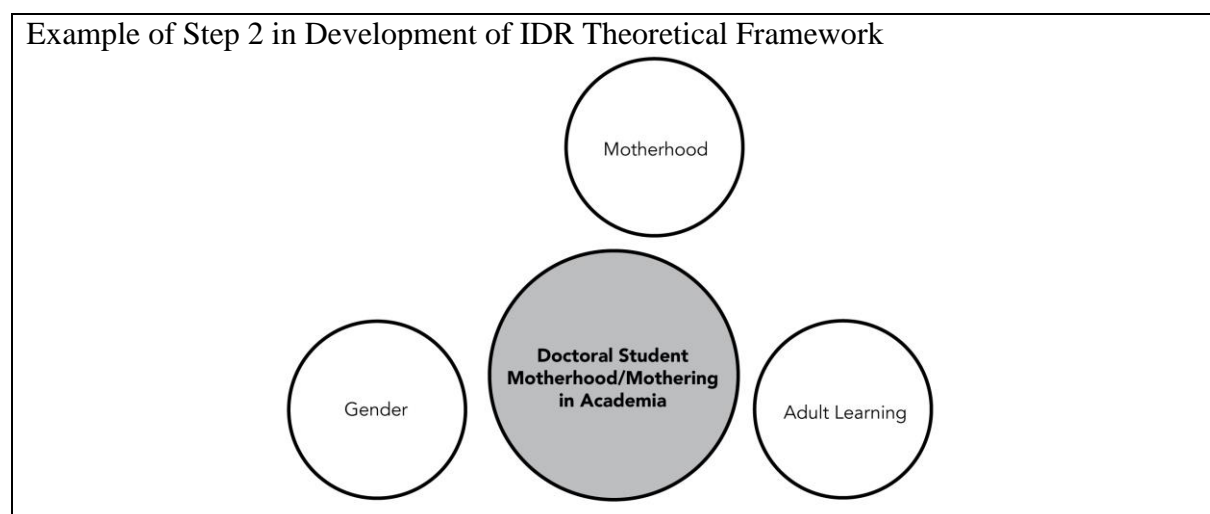 Example of Step 2 in Development of IDR Theoretical Framework
Motherhood
Doctoral Student
Motherhood/Mothering
in Academia
Gender
Adult Learning